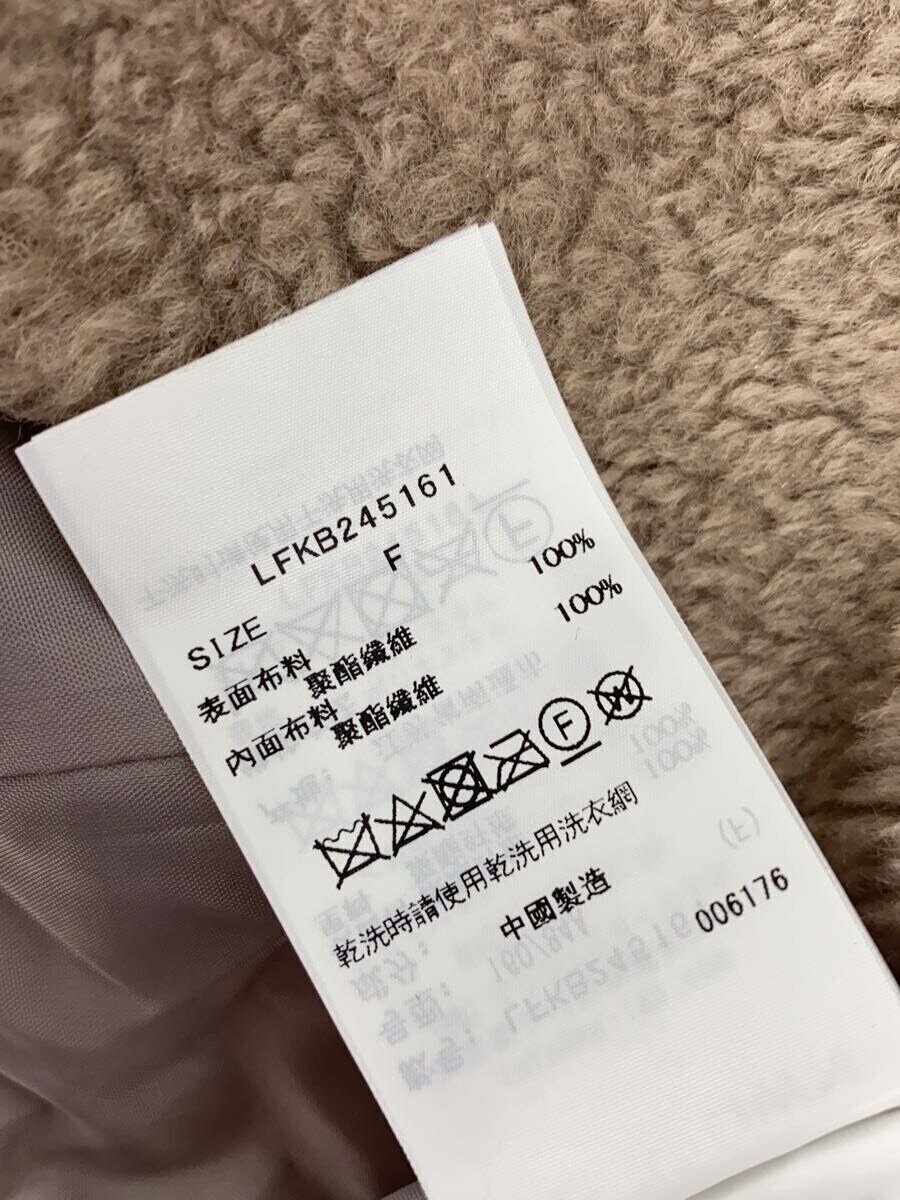 LFKB245161
SIZE F
表面布料
聚酯纖維 100%
內面布料
聚酯纖維 100%
F W
乾洗時請使用乾洗用洗衣網
中國製造
006176